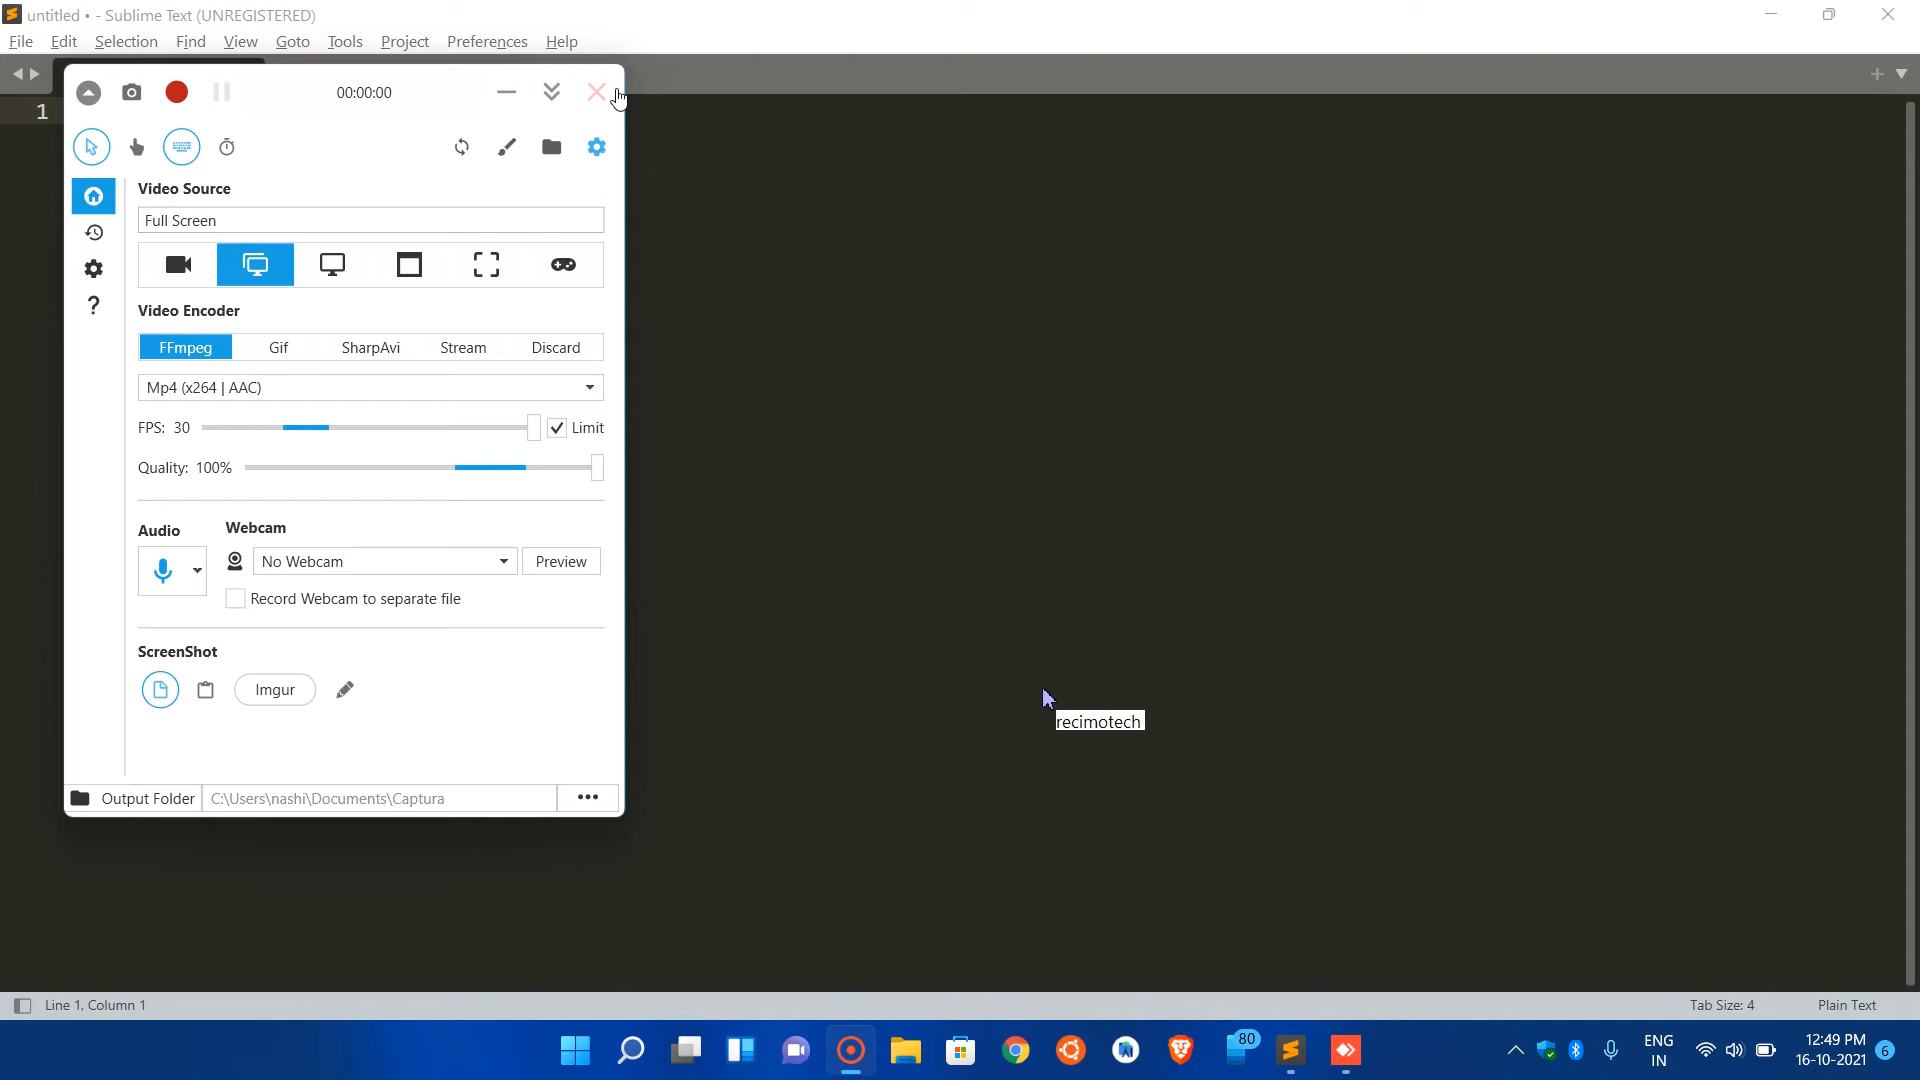 untitled • - Sublime Text (UNREGISTERED)
File Edit Selection Find View Goto Tools Project Preferences Help
00:00:00
1
Video Source
Full Screen
Video Encoder
FFmpeg Gif SharpAvi Stream Discard
Mp4 (x264 | AAC)
FPS: 30 Limit
Quality: 100%
Audio Webcam
No Webcam Preview
Record Webcam to separate file
ScreenShot
Imgur
recimotech
Output Folder C:\Users\nashi\Documents\Captura
Line 1, Column 1 Tab Size: 4 Plain Text
80
ENG
IN
12:49 PM
16-10-2021
6